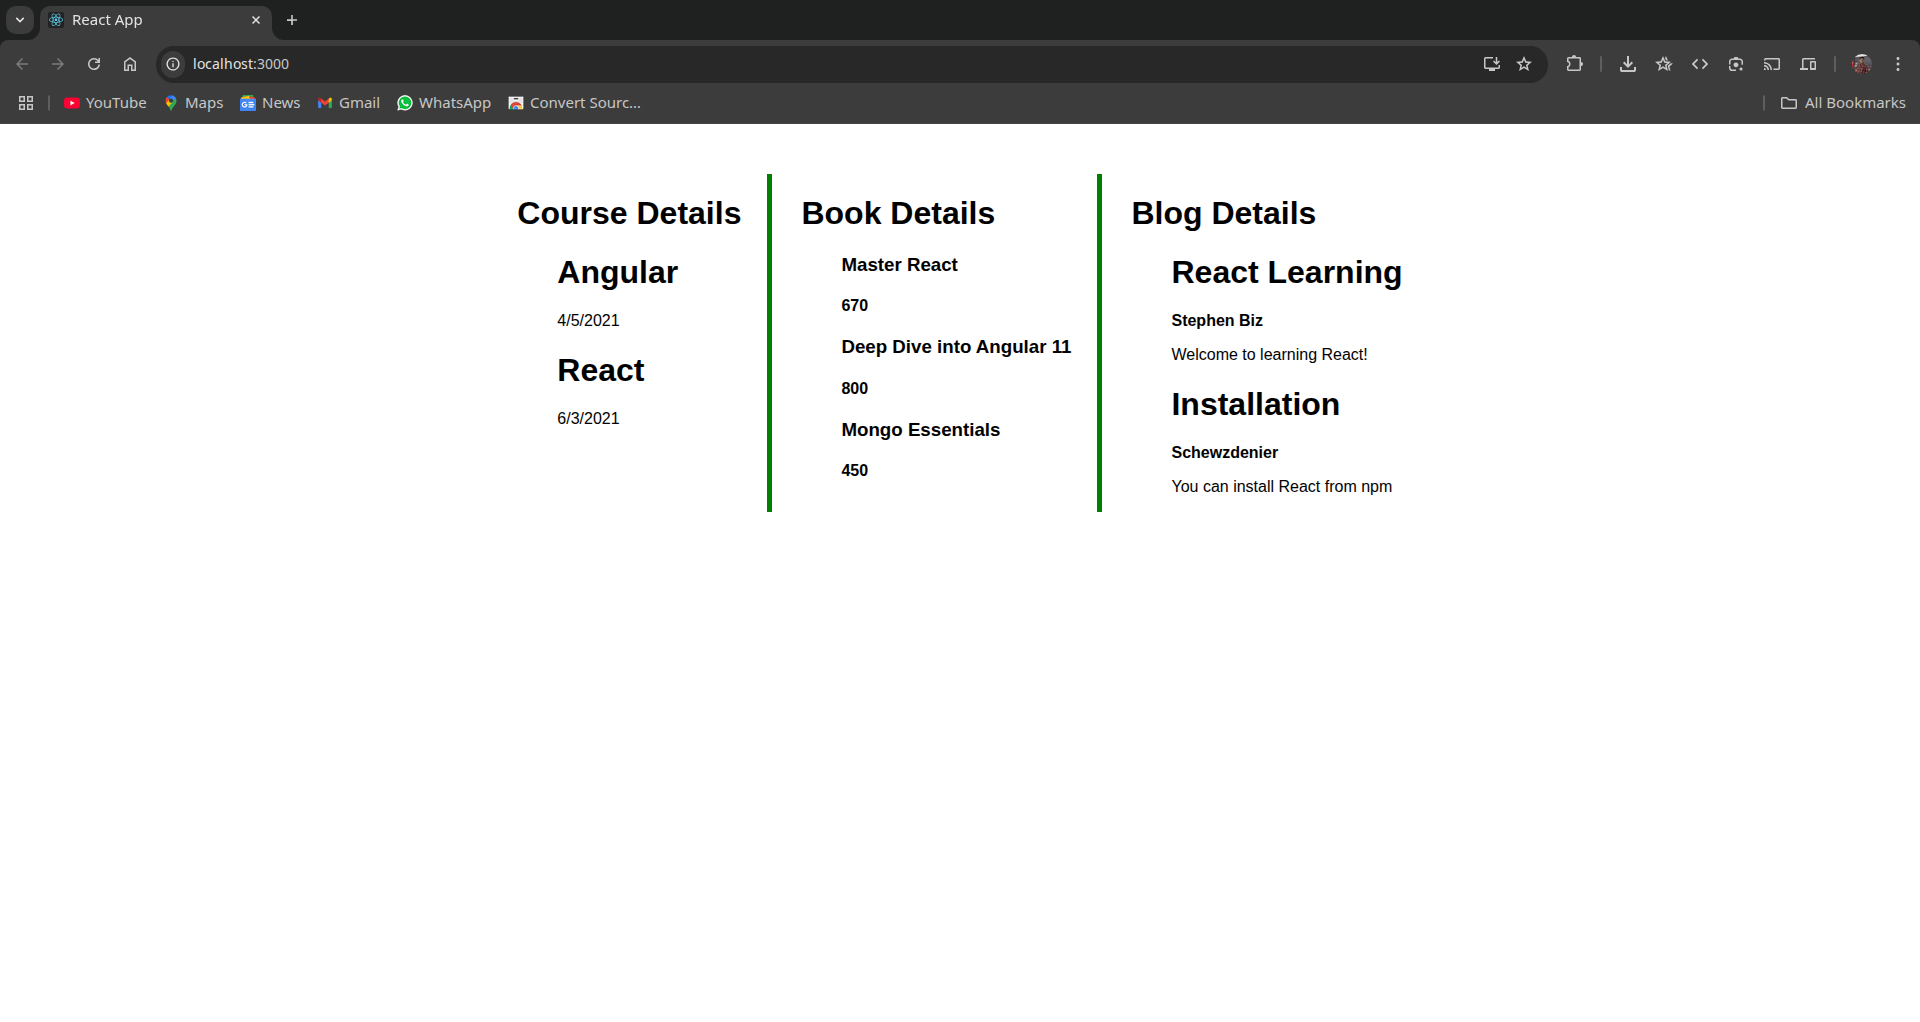 React App
localhost:3000
YouTube
Maps
News
Gmail
WhatsApp
Convert Sourc...
All Bookmarks
Course Details
Angular
4/5/2021
React
6/3/2021
Book Details
Master React
670
Deep Dive into Angular 11
800
Mongo Essentials
450
Blog Details
React Learning
Stephen Biz
Welcome to learning React!
Installation
Schewzdenier
You can install React from npm